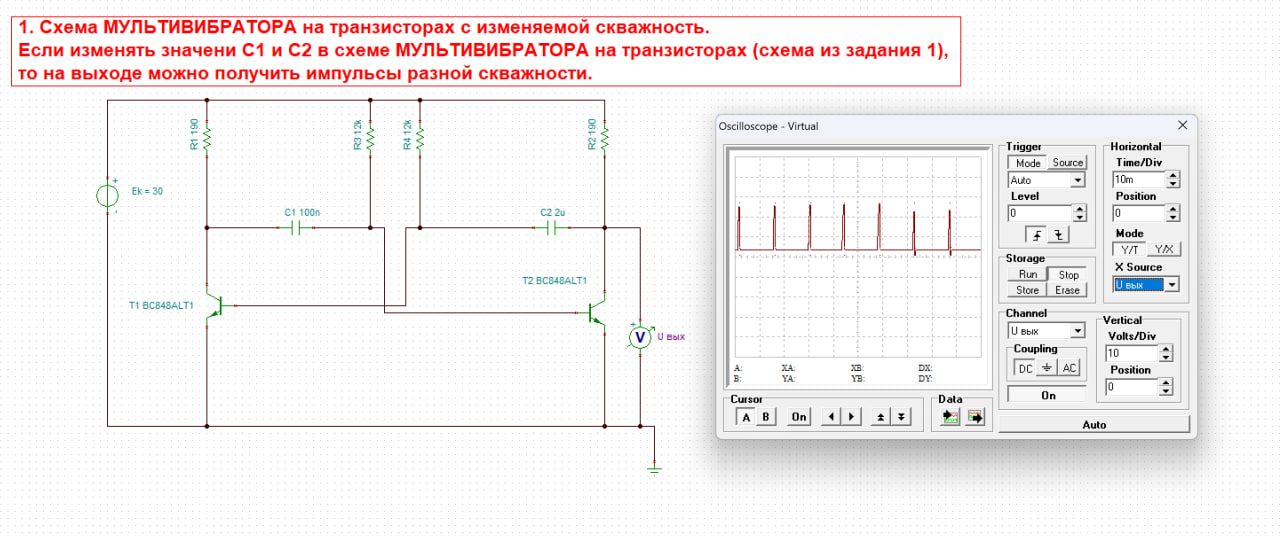 1. Схема МУЛЬТИВИБРАТОРА на транзисторах с изменяемой скважность.
Если изменять значени C1 и C2 в схеме МУЛЬТИВИБРАТОРА на транзисторах (схема из задания 1),
то на выходе можно получить импульсы разной скважности.
R1 190
R3 12k
R4 12k
R2 190
+
Ek = 30
-
C1 100n
C2 2u
T1 BC848ALT1
T2 BC848ALT1
+
V
U вых
Oscilloscope - Virtual
A: XA: XB: DX:
B: YA: YB: DY:
Cursor
A B On
Data
Trigger
Mode Source
Auto
Level
0
Storage
Run Stop
Store Erase
Horizontal
Time/Div
10m
Position
0
Mode
Y/T Y/X
X Source
U вых
Channel
U вых
Coupling
DC AC
On
Vertical
Volts/Div
10
Position
0
Auto